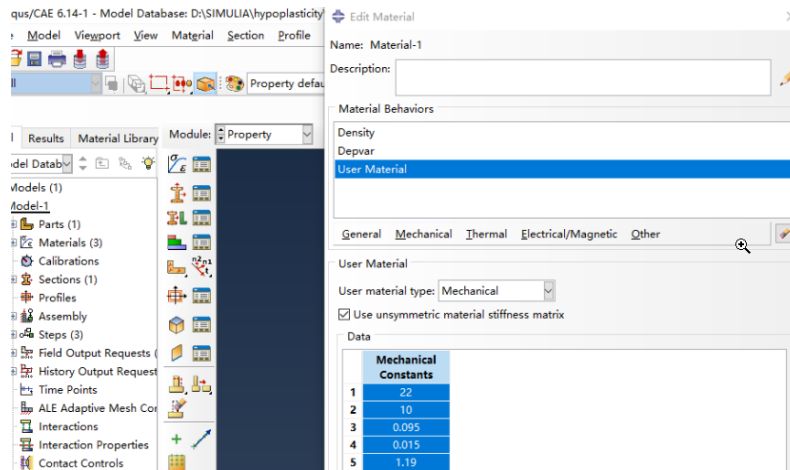 qus/CAE 6.14-1 - Model Database: D:\SIMULIA\hypoplasticity
Model Viewport View Material Section Profile
Property defau
Results Material Library
Module: Property
del Datab
Models (1)
Model-1
Parts (1)
Materials (3)
Calibrations
Sections (1)
Profiles
Assembly
Steps (3)
Field Output Requests (
History Output Request
Time Points
ALE Adaptive Mesh Con
Interactions
Interaction Properties
Contact Controls
Edit Material
Name: Material-1
Description:
Material Behaviors
Density
Depvar
User Material
General Mechanical Thermal Electrical/Magnetic Other
User Material
User material type: Mechanical
Use unsymmetric material stiffness matrix
Data
Mechanical
Constants
1 22
2 10
3 0.095
4 0.015
5 1.19